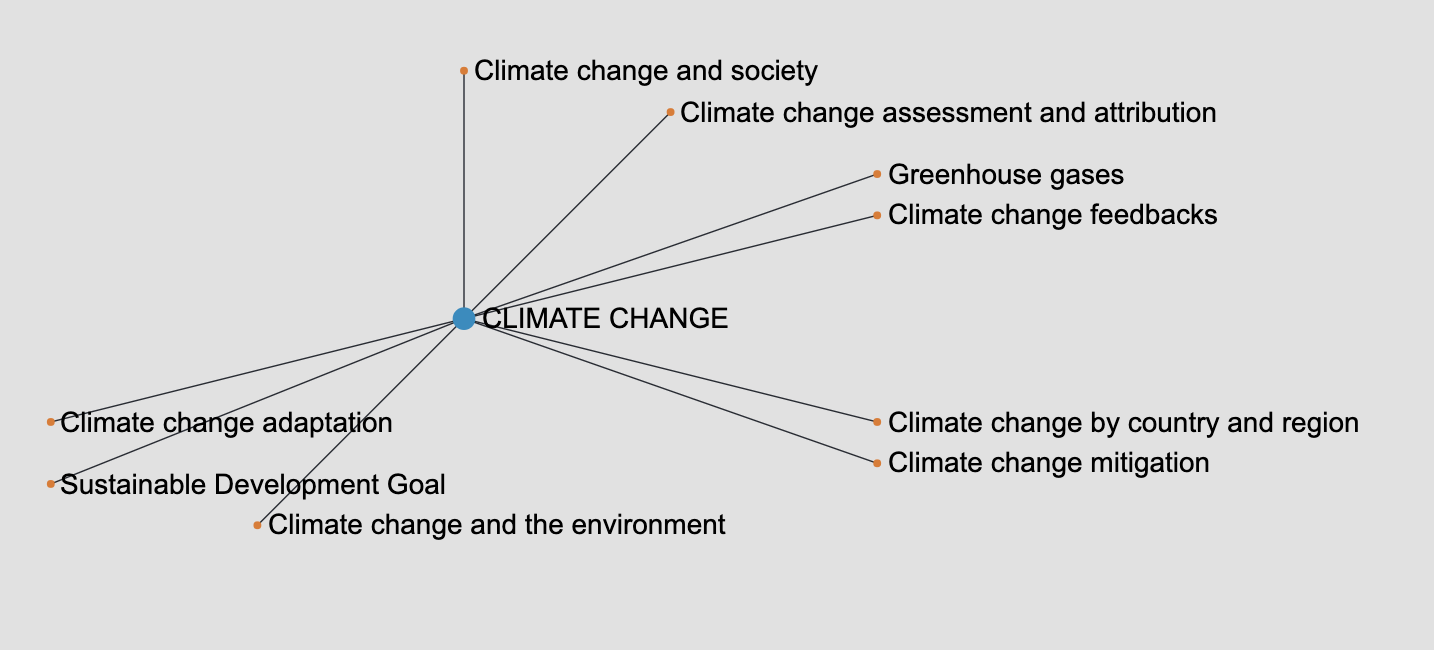 Climate change and society
Climate change assessment and attribution
Greenhouse gases
Climate change feedbacks
CLIMATE CHANGE
Climate change adaptation
Climate change by country and region
Climate change mitigation
Sustainable Development Goal
Climate change and the environment